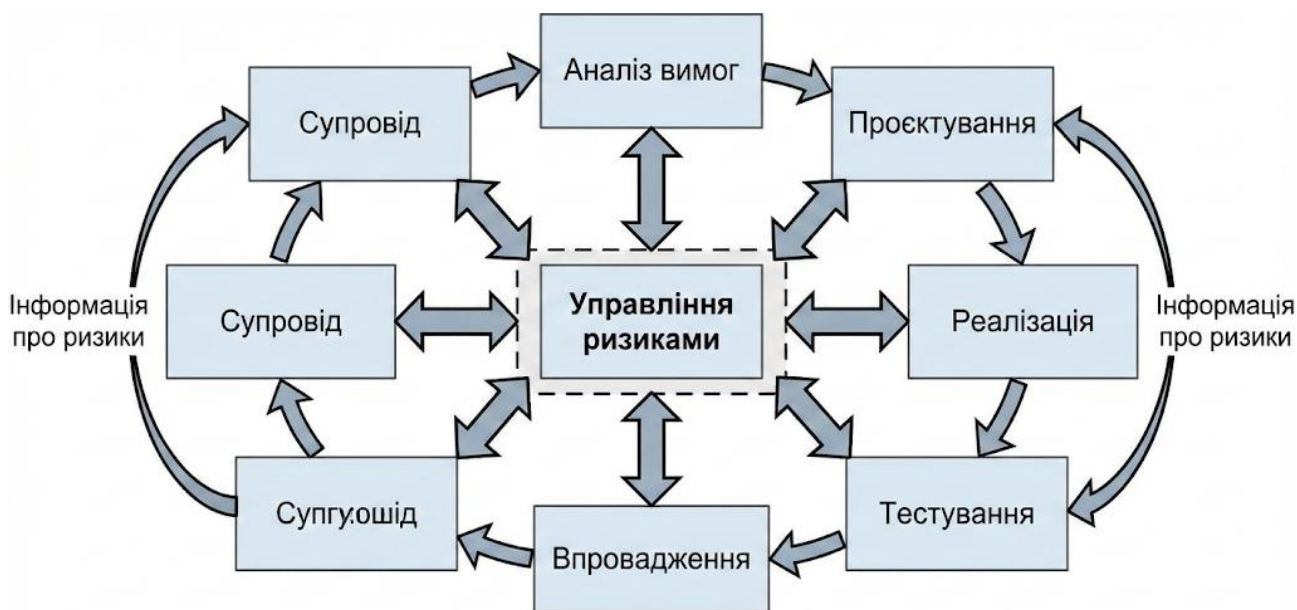 Аналіз вимог
Супровід
Проєктування
Інформація
про ризики
Супровід
Управління
ризиками
Реалізація
Інформація
про ризики
Тестування
Впровадження